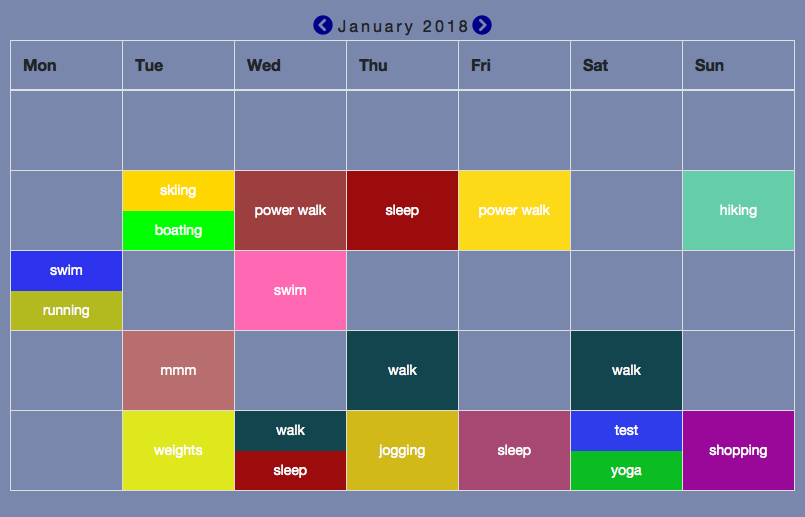 January 2018
Mon Tue Wed Thu Fri Sat Sun
skiing
boating
power walk
sleep
power walk
hiking
swim
running
swim
mmm
walk
walk
weights
walk
sleep
jogging
sleep
test
yoga
shopping